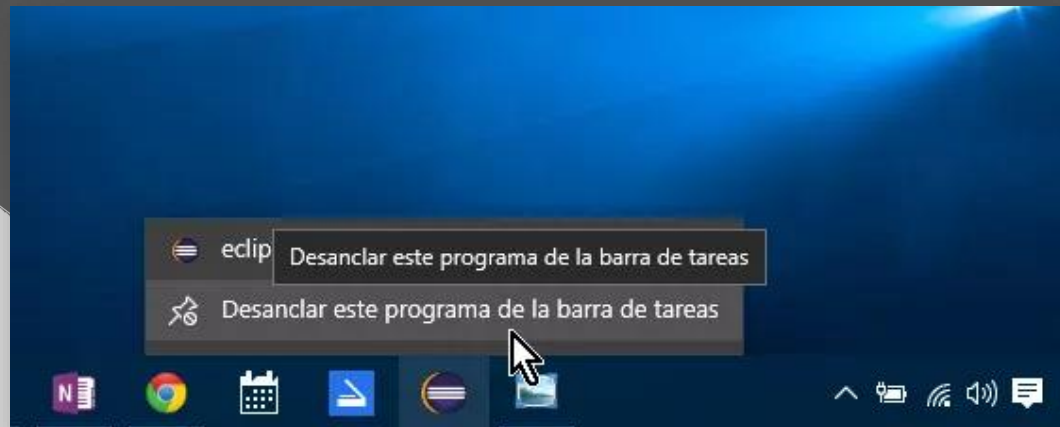 eclip
Desanclar este programa de la barra de tareas
Desanclar este programa de la barra de tareas
N